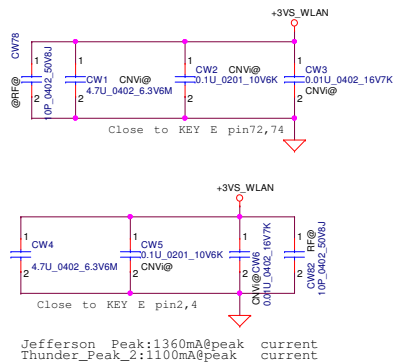 +3VS_WLAN
CW78
@RF@
10P_0402_50V8J
1
2
1
CW1
CNVi@
4.7U_0402_6.3V6M
2
1
CW2
CNVi@
0.1U_0201_10V6K
2
1
CW3
0.01U_0402_16V7K
CNVi@
2
Close to KEY E pin72,74
+3VS_WLAN
1
CW4
4.7U_0402_6.3V6M
2
1
CW5
0.1U_0201_10V6K
CNVi@
2
1
CW6
CNVi@
0.01U_0402_16V7K
2
1
RF@
CW82
10P_0402_50V8J
2
Close to KEY E pin2,4
Jefferson Peak:1360mA@peak current
Thunder_Peak_2:1100mA@peak current